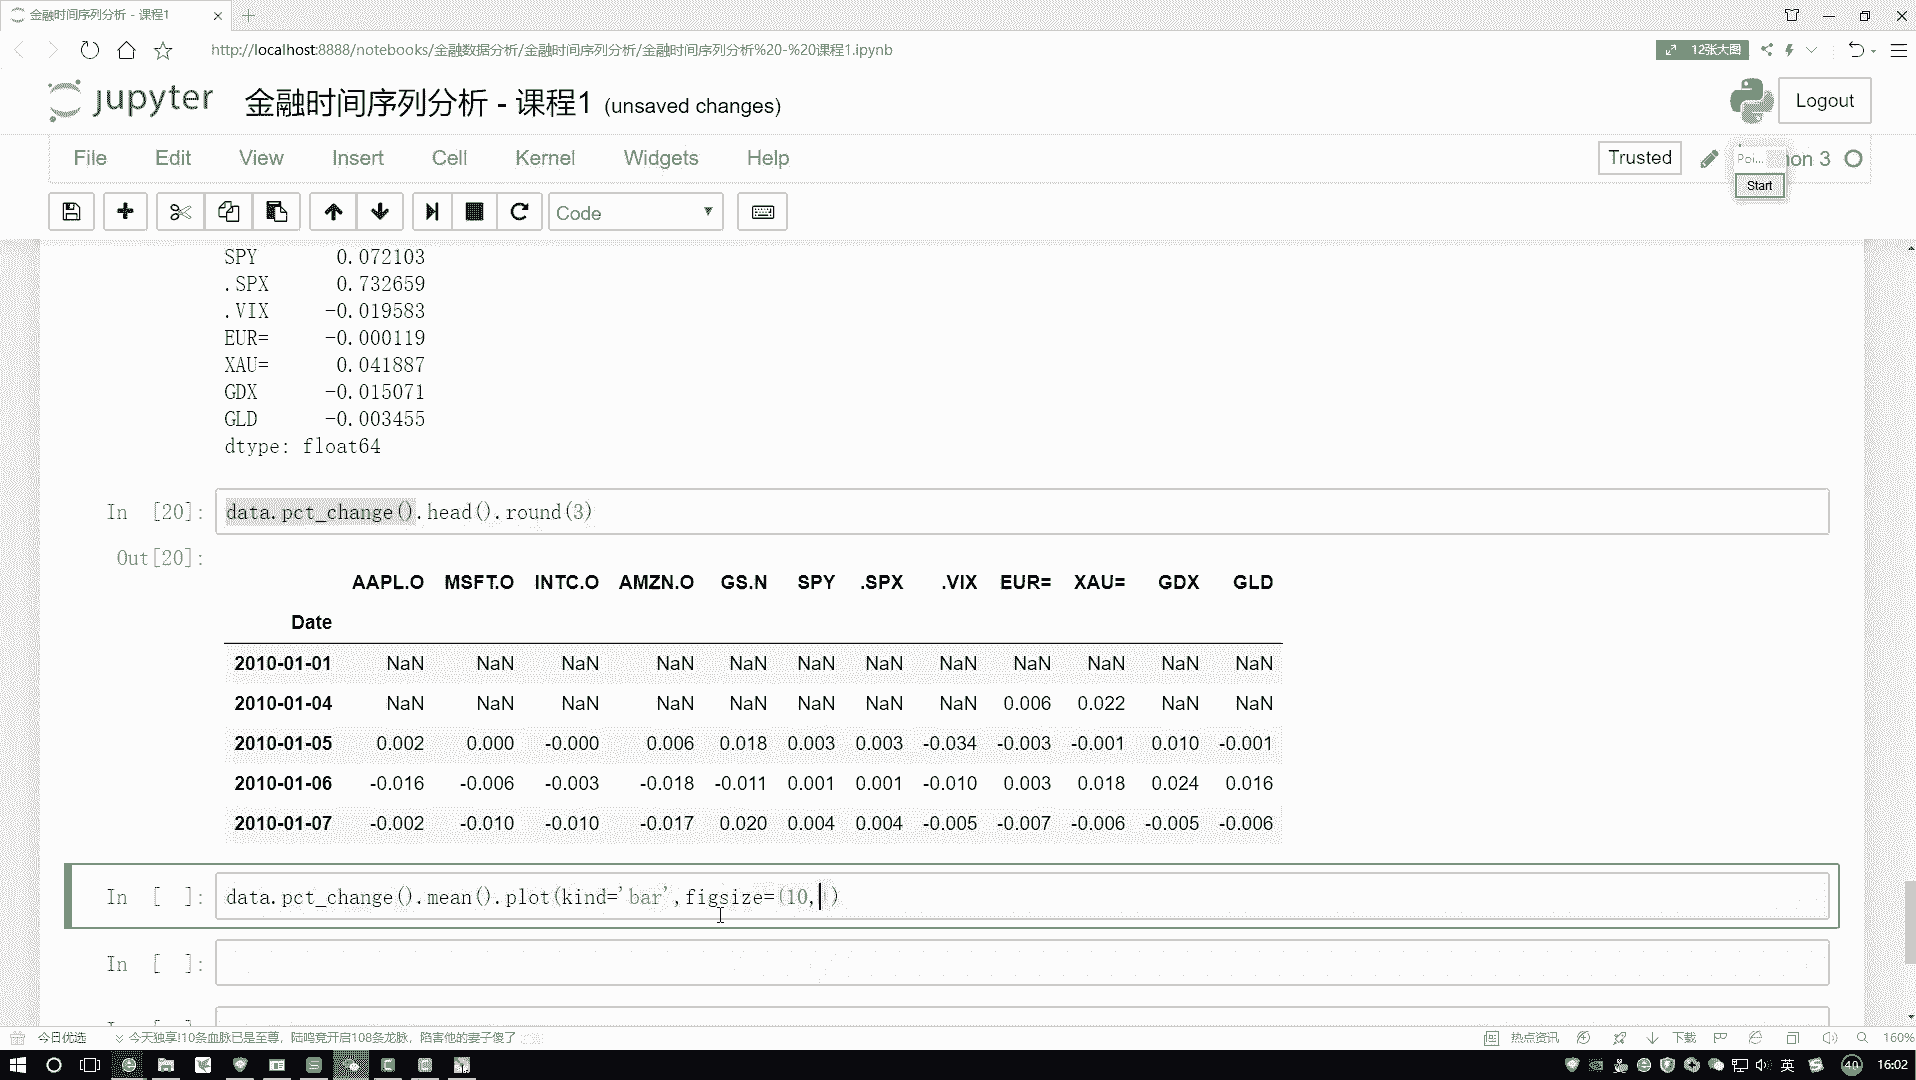 金融时间序列分析 - 课程1
http://localhost:8888/notebooks/金融数据分析/金融时间序列分析/金融时间序列分析%20-%20课程1.ipynb
12张大图
jupyter
金融时间序列分析 - 课程1 (unsaved changes)
Logout
File Edit View Insert Cell Kernel Widgets Help
Trusted
Poi...
on 3
Start
Code
SPY 0.072103
.SPX 0.732659
.VIX -0.019583
EUR= -0.000119
XAU= 0.041887
GDX -0.015071
GLD -0.003455
dtype: float64
In [20]: data.pct_change().head().round(3)
Out[20]:
AAPL.O MSFT.O INTC.O AMZN.O GS.N SPY .SPX .VIX EUR= XAU= GDX GLD
Date
2010-01-01 NaN NaN NaN NaN NaN NaN NaN NaN NaN NaN NaN NaN
2010-01-04 NaN NaN NaN NaN NaN NaN NaN NaN 0.006 0.022 NaN NaN
2010-01-05 0.002 0.000 -0.000 0.006 0.018 0.003 0.003 -0.034 -0.003 -0.001 0.010 -0.001
2010-01-06 -0.016 -0.006 -0.003 -0.018 -0.011 0.001 0.001 -0.010 0.003 0.018 0.024 0.016
2010-01-07 -0.002 -0.010 -0.010 -0.017 0.020 0.004 0.004 -0.005 -0.007 -0.006 -0.005 -0.006
In [ ]: data.pct_change().mean().plot(kind='bar',figsize=(10,)
In [ ]:
今日优选
今天独享!10条血脉已是至尊，陆鸣竟开启108条龙脉，陷害他的妻子傻了
热点资讯
下载
160%
英
40
16:02